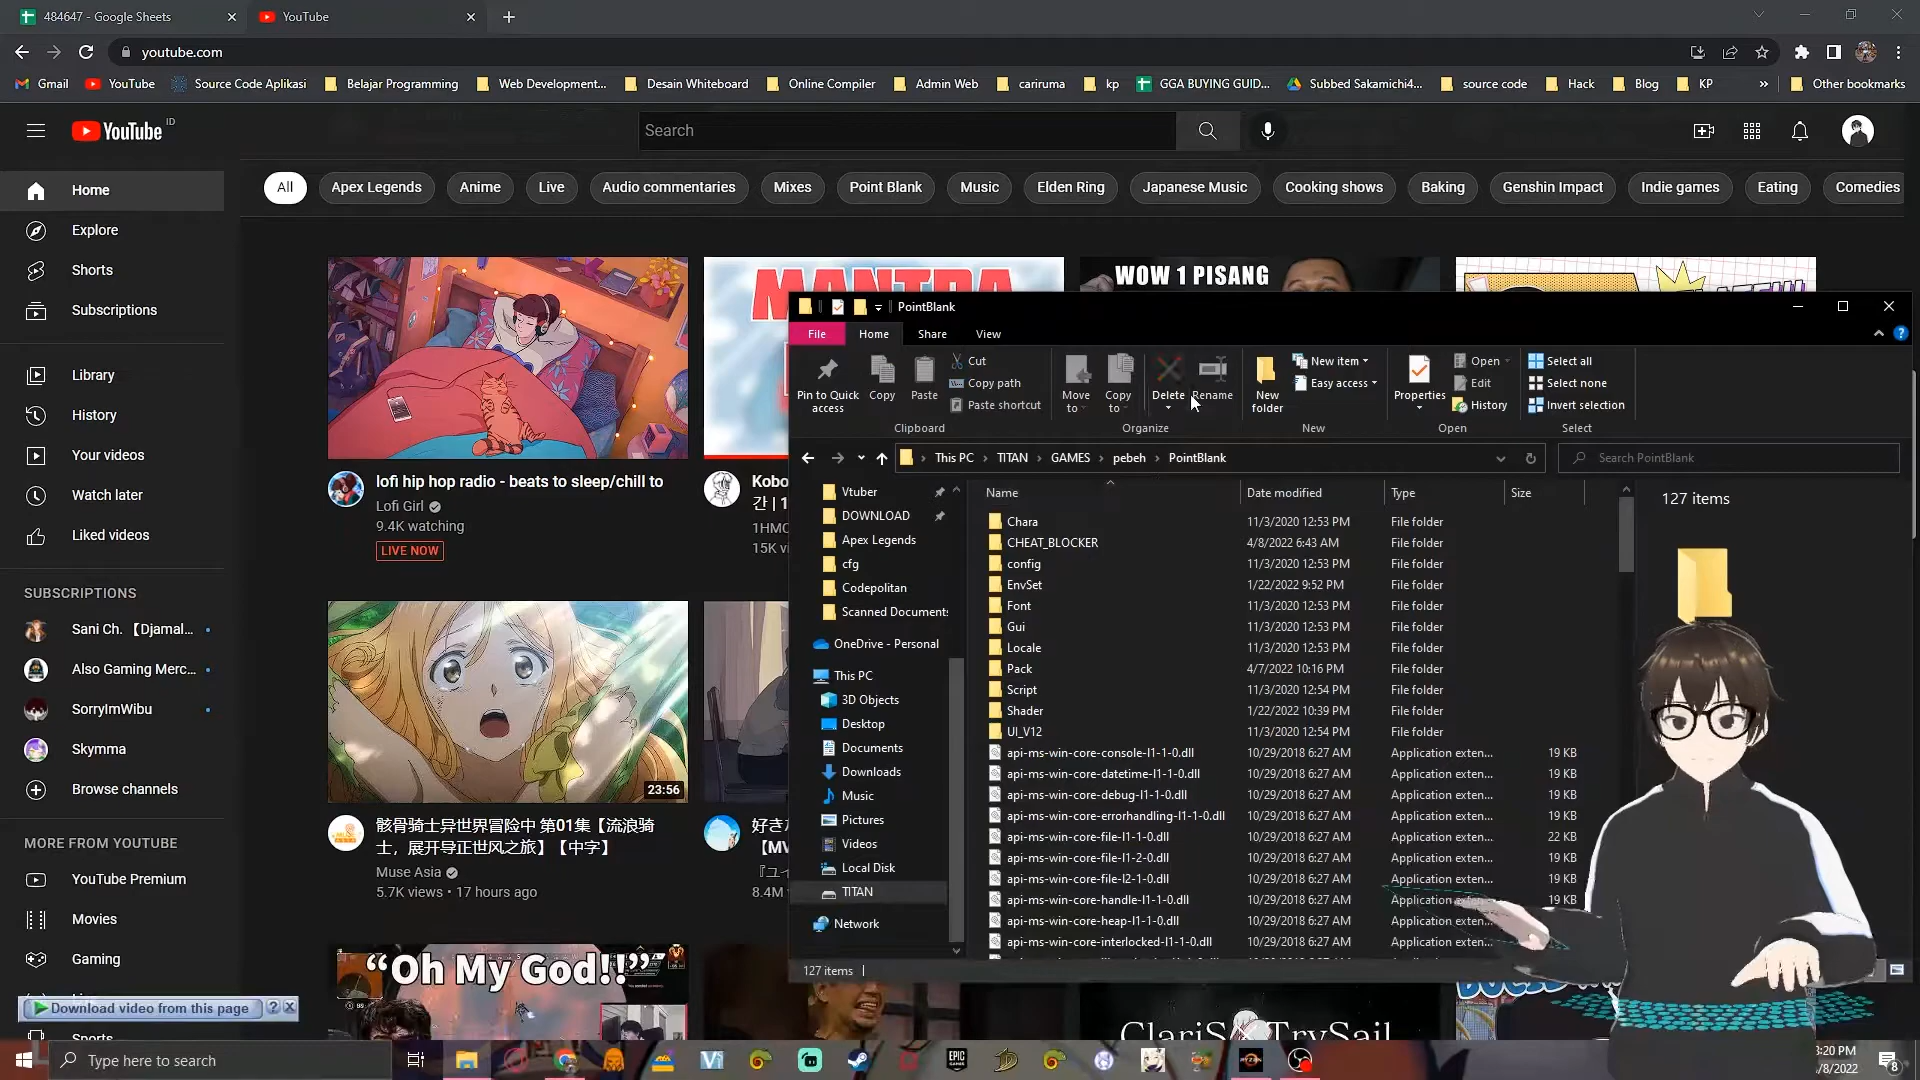 484647 - Google Sheets
YouTube
youtube.com
Gmail
YouTube
Source Code Aplikasi
Belajar Programming
Web Development...
Desain Whiteboard
Online Compiler
Admin Web
cariruma
kp
GGA BUYING GUID...
Subbed Sakamichi4...
source code
Hack
Blog
KP
»
Other bookmarks
YouTube ID
Search
All
Apex Legends
Anime
Live
Audio commentaries
Mixes
Point Blank
Music
Elden Ring
Japanese Music
Cooking shows
Baking
Genshin Impact
Indie games
Eating
Comedies
Home
Explore
Shorts
Subscriptions
Library
History
Your videos
Watch later
Liked videos
SUBSCRIPTIONS
Sani Ch.【Djamal...
Also Gaming Merc...
SorryImWibu
Skymma
Browse channels
MORE FROM YOUTUBE
YouTube Premium
Movies
Gaming
Sports
Download video from this page
lofi hip hop radio - beats to sleep/chill to
Lofi Girl
9.4K watching
LIVE NOW
MANTRA
Kobo
1HMC
15K vi
WOW 1 PISANG
23:56
骸骨骑士异世界冒险中 第01集【流浪骑
士，展开导正世风之旅】【中字】
Muse Asia
5.7K views • 17 hours ago
好き
【MV
8.4M
“Oh My God!!”
ClariS TrySail
PointBlank
File
Home
Share
View
Pin to Quick
access
Copy
Paste
Cut
Copy path
Paste shortcut
Clipboard
Move
to
Copy
to
Delete
Rename
Organize
New
folder
New item
Easy access
New
Properties
Open
Edit
History
Open
Select all
Select none
Invert selection
Select
This PC
TITAN
GAMES
pebeh
PointBlank
Search PointBlank
Vtuber
DOWNLOAD
Apex Legends
cfg
Codepolitan
Scanned Document
OneDrive - Personal
This PC
3D Objects
Desktop
Documents
Downloads
Music
Pictures
Videos
Local Disk
TITAN
Network
Name Date modified Type Size
Chara 11/3/2020 12:53 PM File folder
CHEAT_BLOCKER 4/8/2022 6:43 AM File folder
config 11/3/2020 12:53 PM File folder
EnvSet 1/22/2022 9:52 PM File folder
Font 11/3/2020 12:53 PM File folder
Gui 11/3/2020 12:53 PM File folder
Locale 11/3/2020 12:53 PM File folder
Pack 4/7/2022 10:16 PM File folder
Script 11/3/2020 12:54 PM File folder
Shader 1/22/2022 10:39 PM File folder
UI_V12 11/3/2020 12:54 PM File folder
api-ms-win-core-console-l1-1-0.dll 10/29/2018 6:27 AM Application exten... 19 KB
api-ms-win-core-datetime-l1-1-0.dll 10/29/2018 6:27 AM Application exten... 19 KB
api-ms-win-core-debug-l1-1-0.dll 10/29/2018 6:27 AM Application exten... 19 KB
api-ms-win-core-errorhandling-l1-1-0.dll 10/29/2018 6:27 AM Application exten... 19 KB
api-ms-win-core-file-l1-1-0.dll 10/29/2018 6:27 AM Application exten... 22 KB
api-ms-win-core-file-l1-2-0.dll 10/29/2018 6:27 AM Application exten... 19 KB
api-ms-win-core-file-l2-1-0.dll 10/29/2018 6:27 AM Application exten... 19 KB
api-ms-win-core-handle-l1-1-0.dll 10/29/2018 6:27 AM Application exten... 19 KB
api-ms-win-core-heap-l1-1-0.dll 10/29/2018 6:27 AM Application exten...
api-ms-win-core-interlocked-l1-1-0.dll 10/29/2018 6:27 AM Application exten...
127 items
127 items
Type here to search
EPIC
GAMES
3:20 PM
/8/2022
8